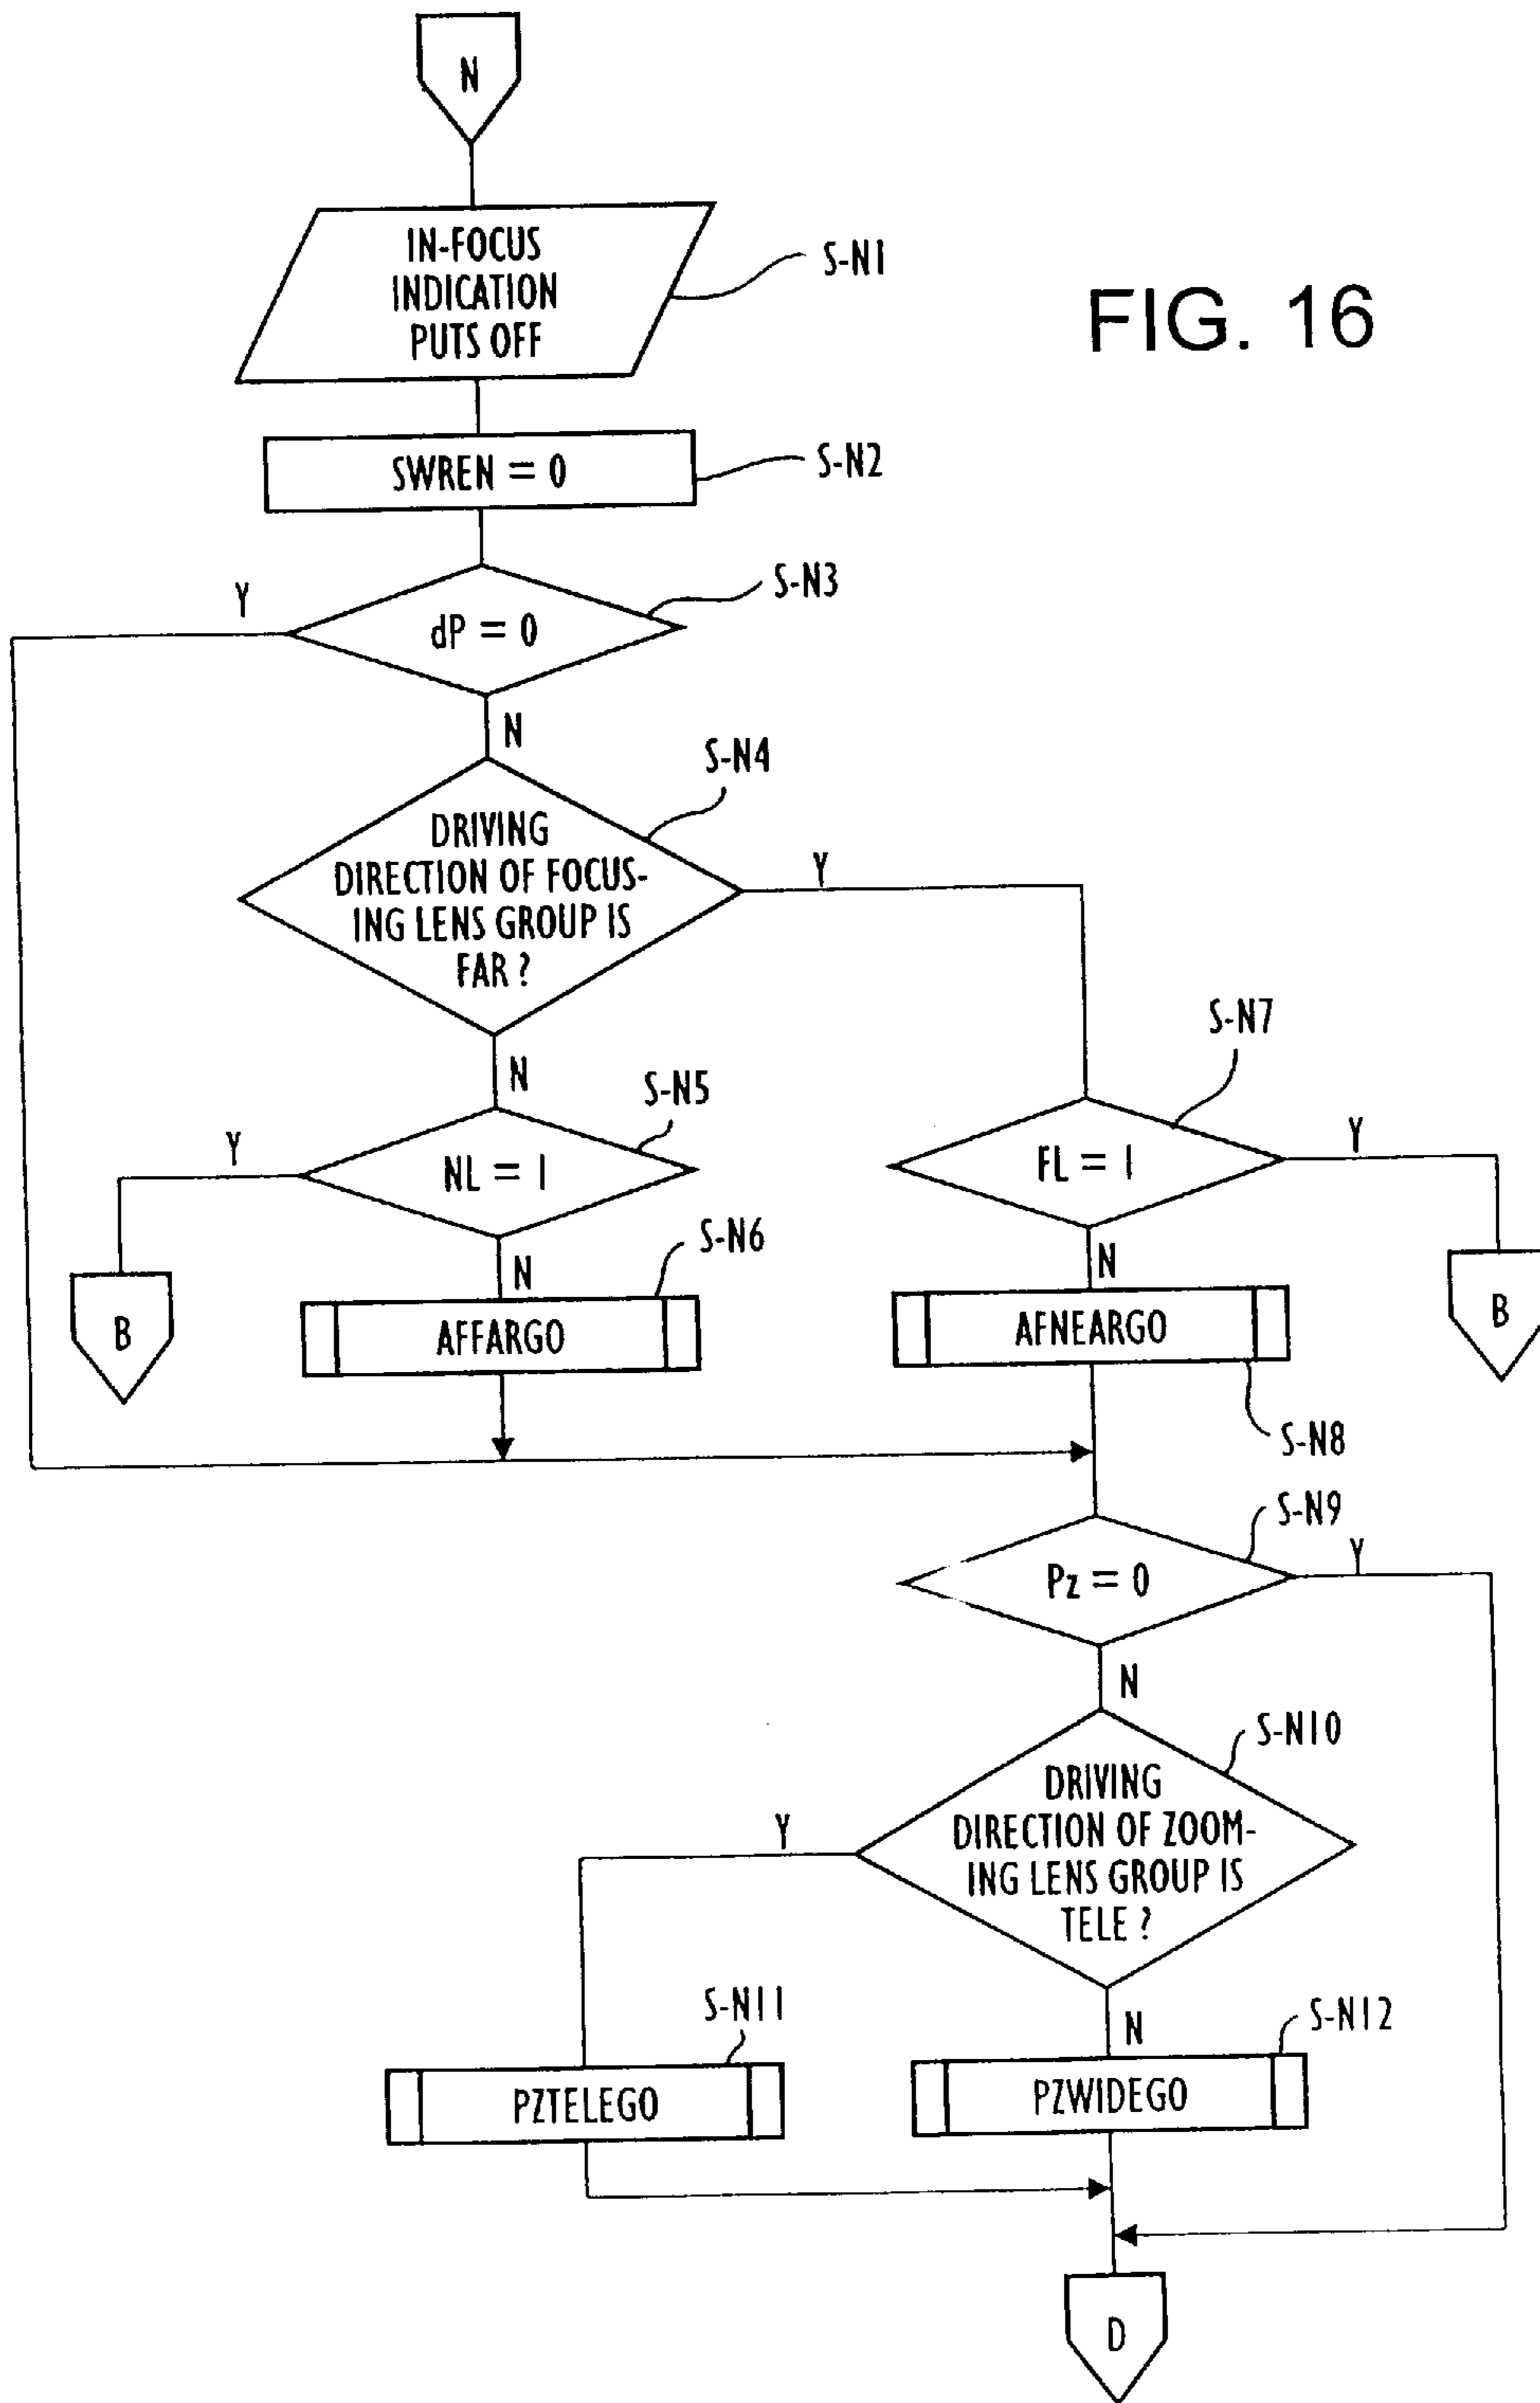 N
IN-FOCUS
INDICATION
PUTS OFF
S-N1
FIG. 16
SWREN = 0
S-N2
Y
dP = 0
S-N3
N
S-N4
DRIVING
DIRECTION OF FOCUS-
ING LENS GROUP IS
FAR ?
Y
N
S-N5
S-N7
Y
NL = 1
FL = 1
Y
B
N
S-N6
AFFARGO
N
AFNEARGO
B
S-N8
S-N9
Pz = 0
Y
N
S-N10
DRIVING
DIRECTION OF ZOOM-
ING LENS GROUP IS
TELE ?
Y
N
S-N11
S-N12
PZTELEGO
PZWIDEGO
D